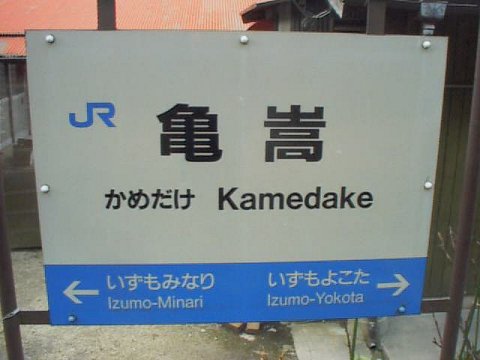 JR
亀嵩
かめだけ Kamedake
← いずもみなり いずもよこた →
Izumo-Minari Izumo-Yokota